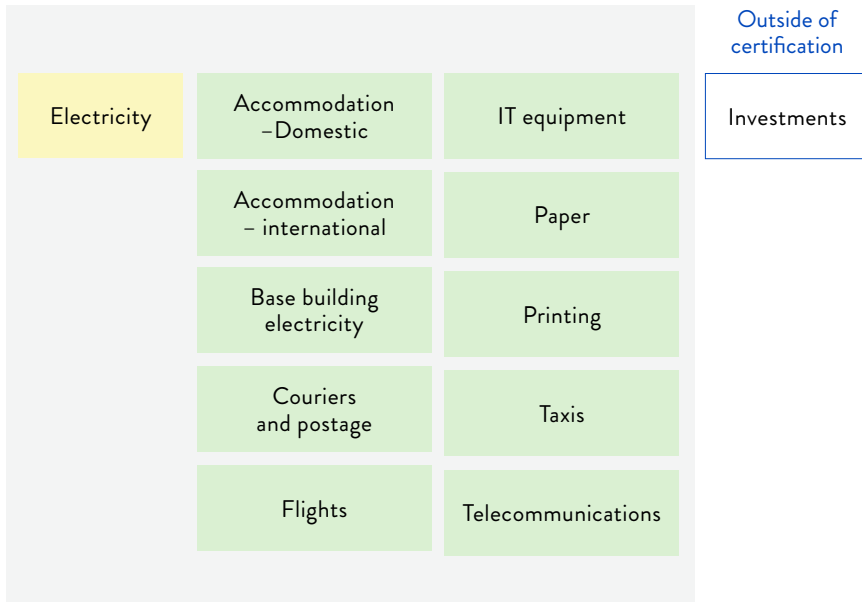 Outside of
certification
Electricity
Accommodation
–Domestic
IT equipment
Investments
Accommodation
– international
Paper
Base building
electricity
Printing
Couriers
and postage
Taxis
Flights
Telecommunications